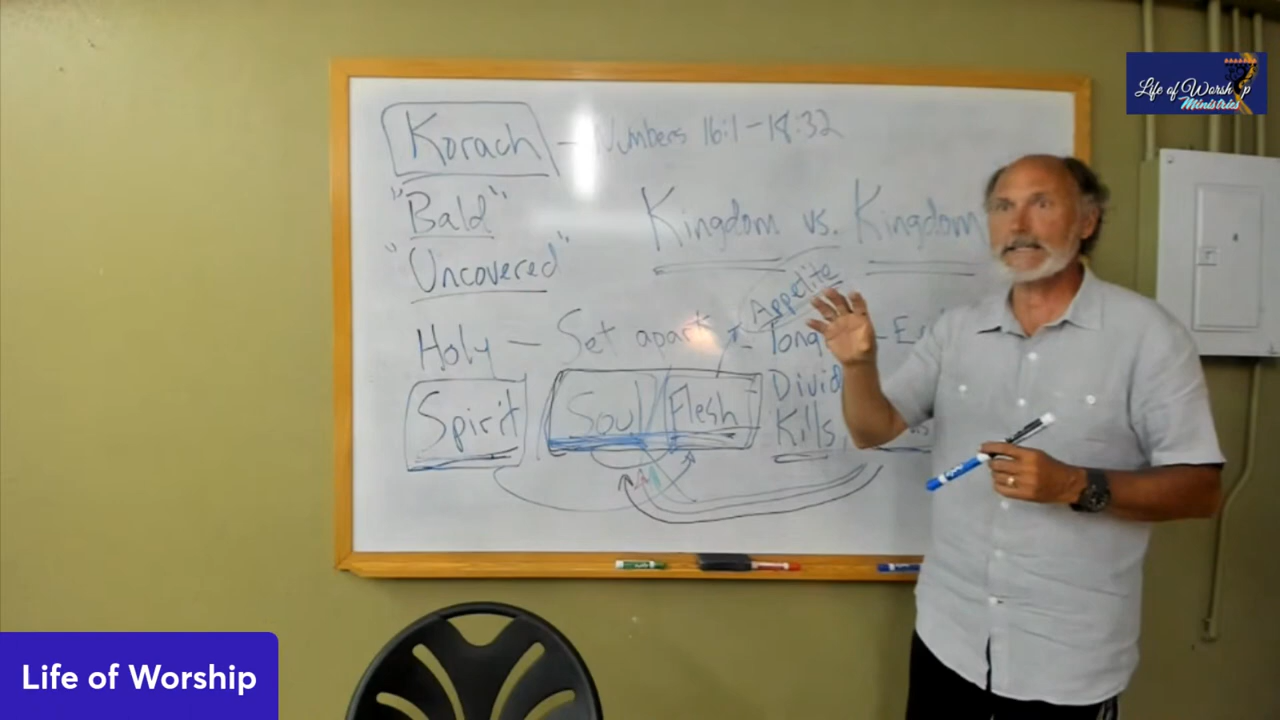 Life of Worship
Ministries
Korach - Numbers 16:1-18:32
"Bald"
"Uncovered"
Kingdom vs. Kingdom
Appetite
Holy - Set apart
Spirit
Soul
Flesh
Kills,
Life of Worship